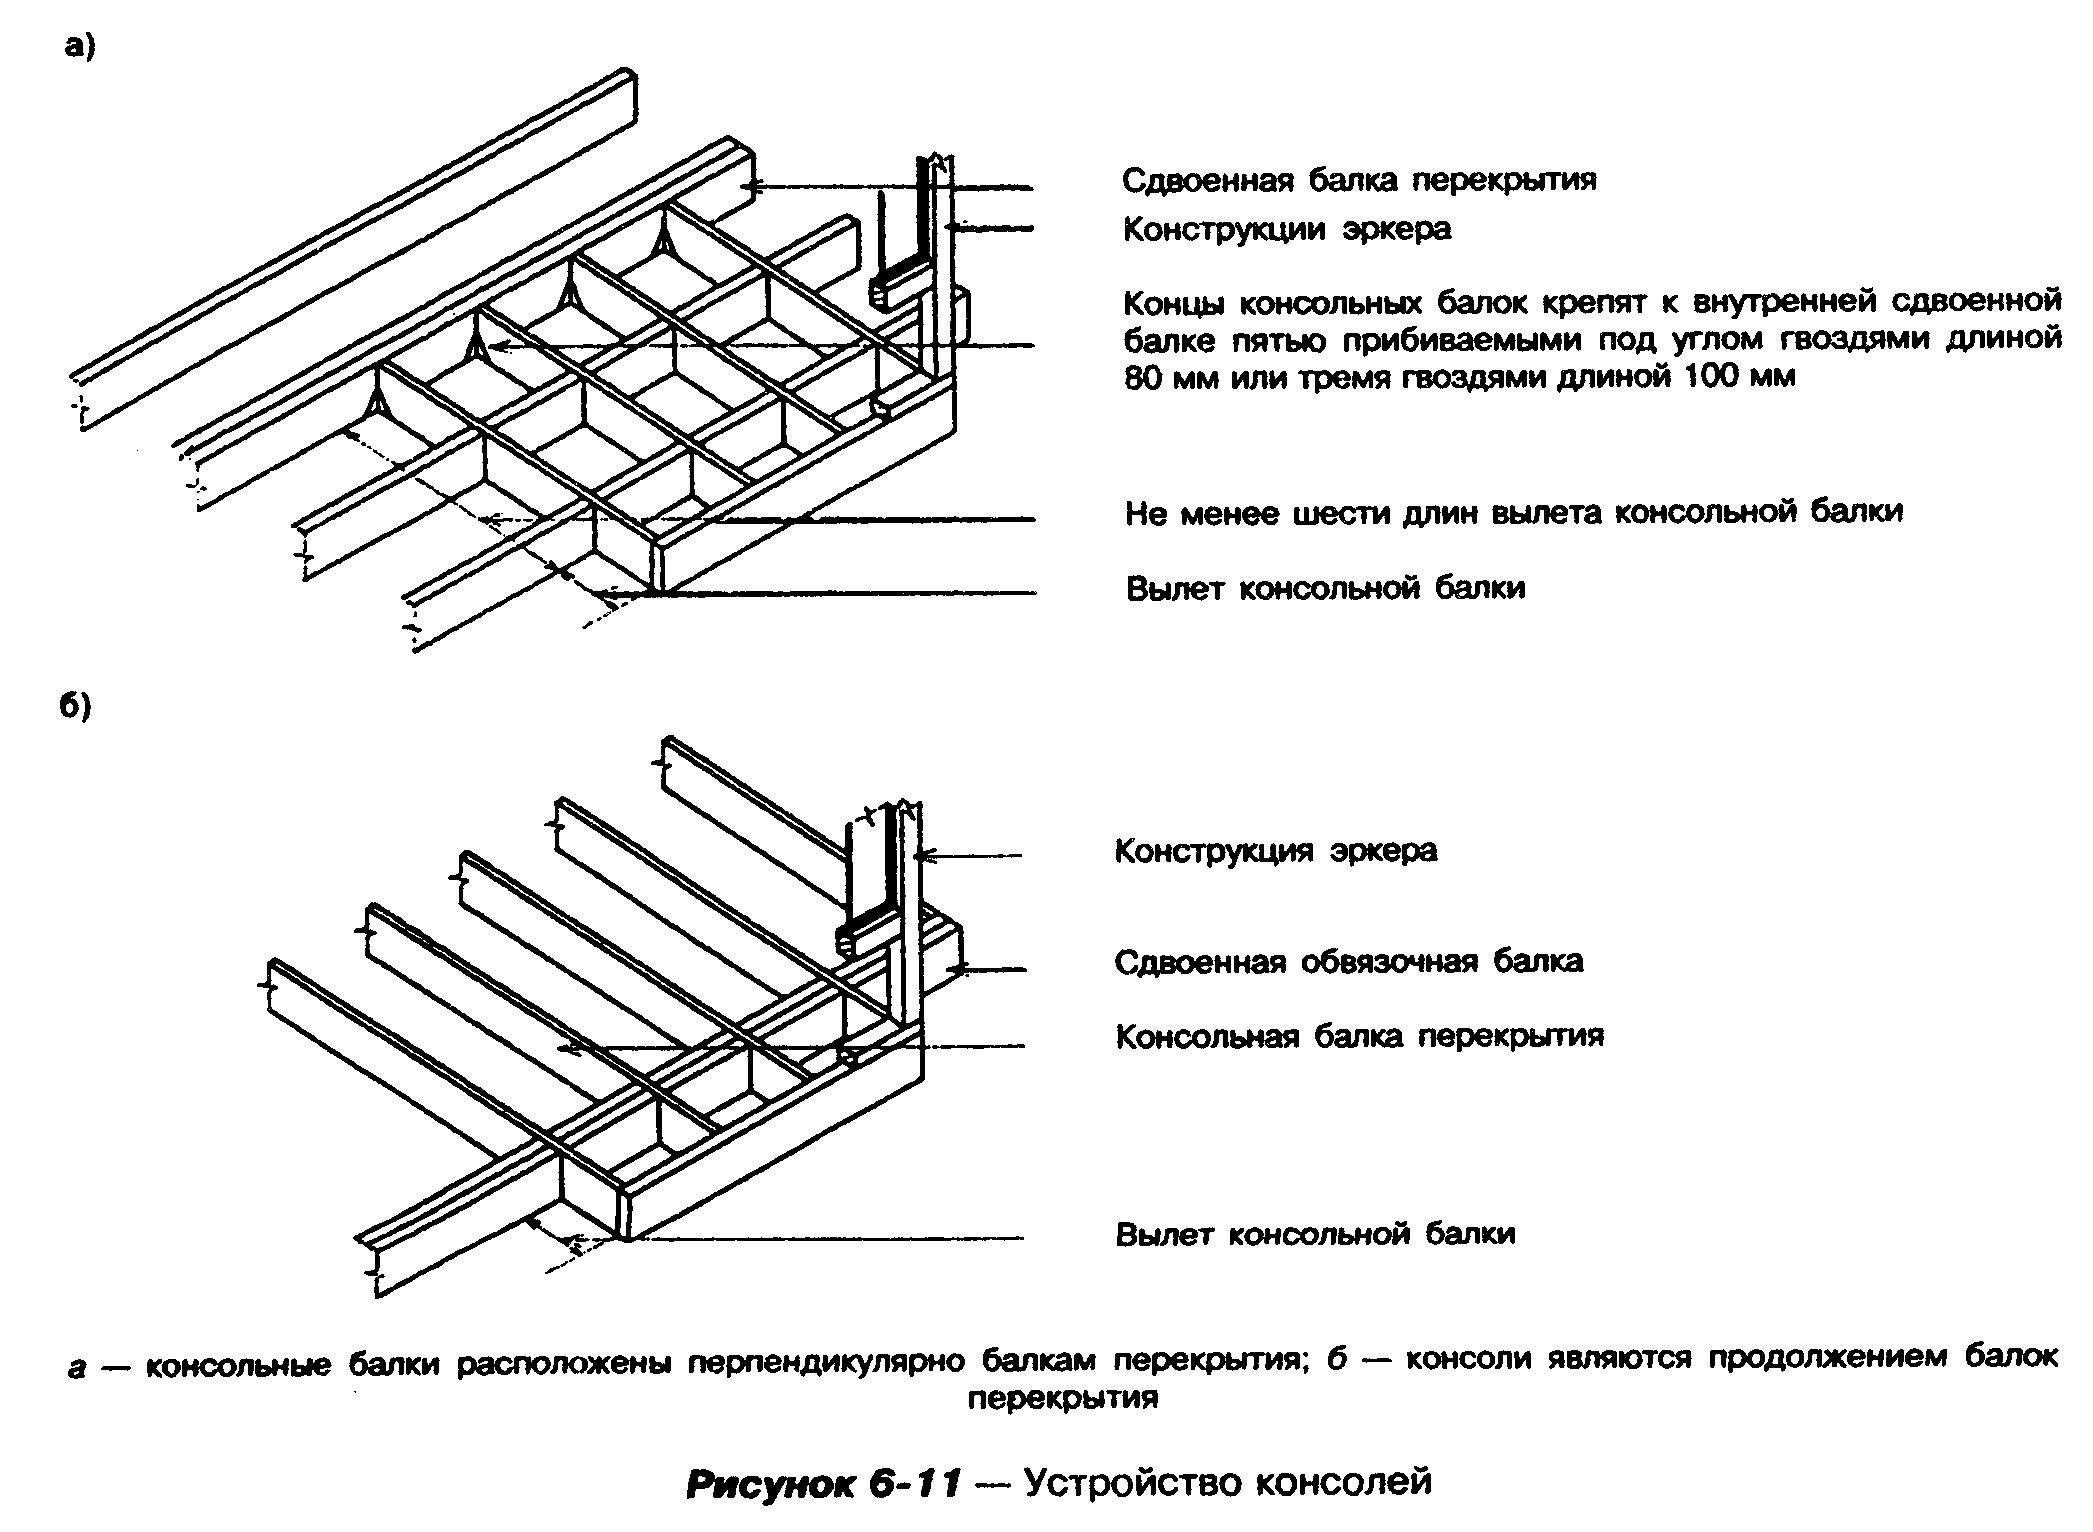 а)
Сдвоенная балка перекрытия
Конструкции эркера
Концы консольных балок крепят к внутренней сдвоенной
балке пятью прибиваемыми под углом гвоздями длиной
80 мм или тремя гвоздями длиной 100 мм
Не менее шести длин вылета консольной балки
Вылет консольной балки
б)
Конструкция эркера
Сдвоенная обвязочная балка
Консольная балка перекрытия
Вылет консольной балки
а — консольные балки расположены перпендикулярно балкам перекрытия; б — консоли являются продолжением балок
перекрытия
Рисунок 6-11 — Устройство консолей